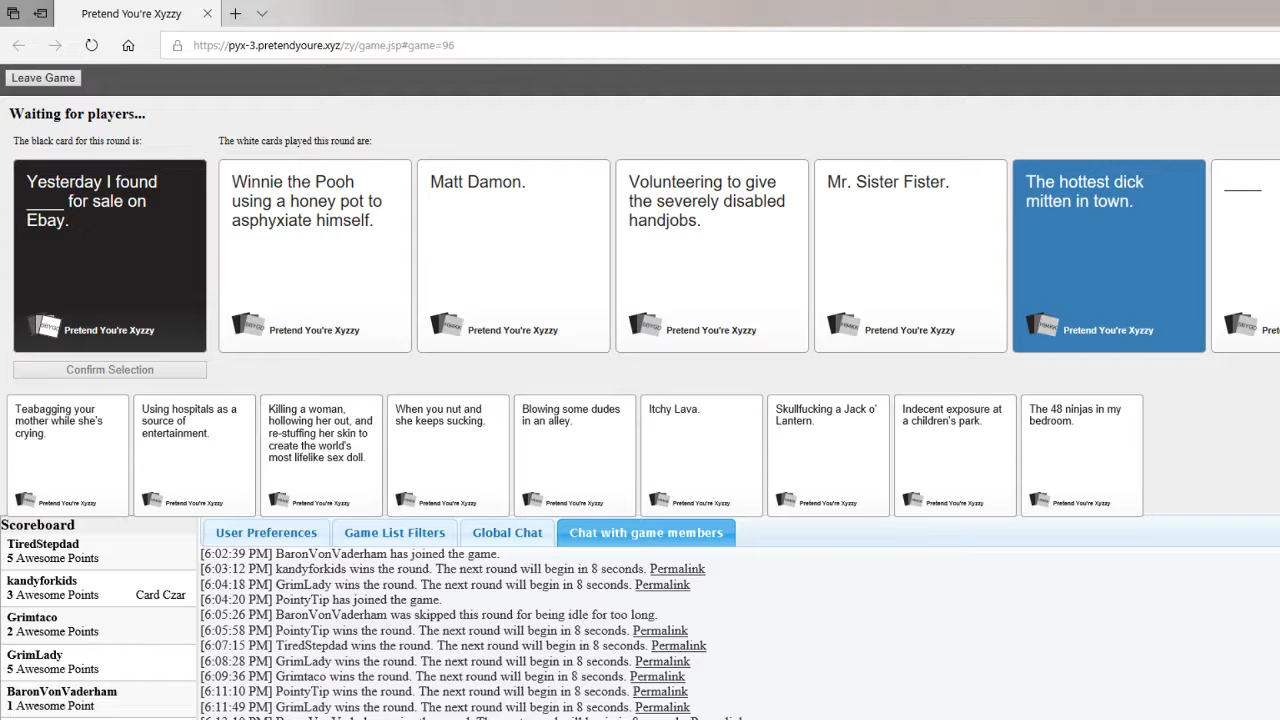 Pretend You're Xyzzy
https://pyx-3.pretendyoure.xyz/zy/game.jsp#game=96
Leave Game
Waiting for players...
The black card for this round is:
The white cards played this round are:
Yesterday I found
____ for sale on
Ebay.
Pretend You're Xyzzy
Winnie the Pooh
using a honey pot to
asphyxiate himself.
Pretend You're Xyzzy
Matt Damon.
Pretend You're Xyzzy
Volunteering to give
the severely disabled
handjobs.
Pretend You're Xyzzy
Mr. Sister Fister.
Pretend You're Xyzzy
The hottest dick
mitten in town.
Pretend You're Xyzzy
____
Confirm Selection
Teabagging your
mother while she's
crying.
Pretend You're Xyzzy
Using hospitals as a
source of
entertainment.
Pretend You're Xyzzy
Killing a woman,
hollowing her out, and
re-stuffing her skin to
create the world's
most lifelike sex doll.
Pretend You're Xyzzy
When you nut and
she keeps sucking.
Pretend You're Xyzzy
Blowing some dudes
in an alley.
Pretend You're Xyzzy
Itchy Lava.
Pretend You're Xyzzy
Skullfucking a Jack o'
Lantern.
Pretend You're Xyzzy
Indecent exposure at
a children's park.
Pretend You're Xyzzy
The 48 ninjas in my
bedroom.
Pretend You're Xyzzy
Scoreboard
TiredStepdad
5 Awesome Points
kandyforkids
3 Awesome Points Card Czar
Grimtaco
2 Awesome Points
GrimLady
5 Awesome Points
BaronVonVaderham
1 Awesome Point
User Preferences
Game List Filters
Global Chat
Chat with game members
[6:02:39 PM] BaronVonVaderham has joined the game.
[6:03:12 PM] kandyforkids wins the round. The next round will begin in 8 seconds. Permalink
[6:04:18 PM] GrimLady wins the round. The next round will begin in 8 seconds. Permalink
[6:04:20 PM] PointyTip has joined the game.
[6:05:26 PM] BaronVonVaderham was skipped this round for being idle for too long.
[6:05:58 PM] PointyTip wins the round. The next round will begin in 8 seconds. Permalink
[6:07:15 PM] TiredStepdad wins the round. The next round will begin in 8 seconds. Permalink
[6:08:28 PM] GrimLady wins the round. The next round will begin in 8 seconds. Permalink
[6:09:36 PM] Grimtaco wins the round. The next round will begin in 8 seconds. Permalink
[6:11:10 PM] PointyTip wins the round. The next round will begin in 8 seconds. Permalink
[6:11:49 PM] GrimLady wins the round. The next round will begin in 8 seconds. Permalink